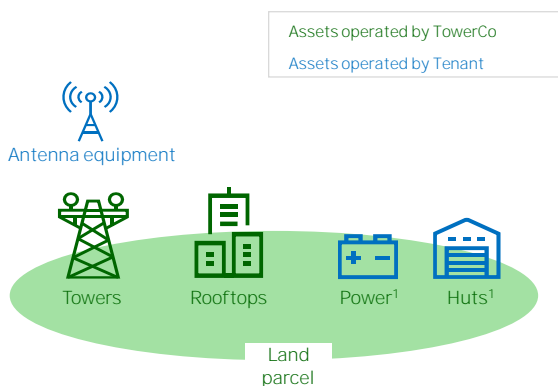 Assets operated by TowerCo
Assets operated by Tenant
Antenna equipment
Towers Rooftops Power¹ Huts¹
Land
parcel